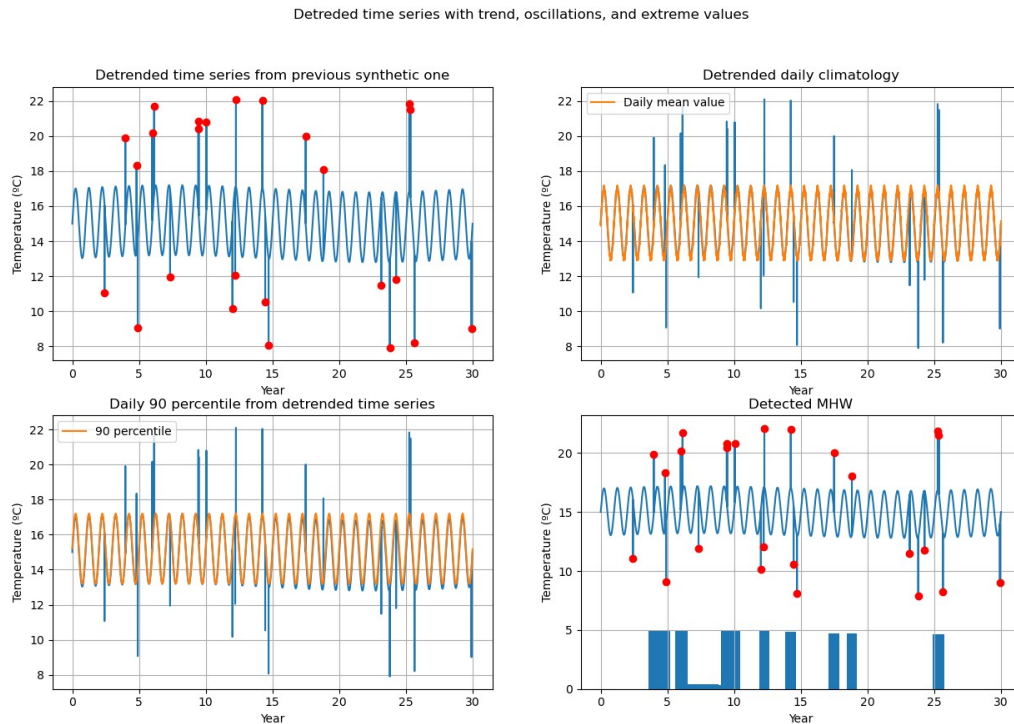 Detreded time series with trend, oscillations, and extreme values
Detrended time series from previous synthetic one
Temperature (ºC)
22
20
18
16
14
12
10
8
0 5 10 15 20 25 30
Year
Detrended daily climatology
Daily mean value
Temperature (ºC)
22
20
18
16
14
12
10
8
0 5 10 15 20 25 30
Year
Daily 90 percentile from detrended time series
90 percentile
Temperature (ºC)
22
20
18
16
14
12
10
8
0 5 10 15 20 25 30
Year
Detected MHW
Temperature (ºC)
20
15
10
5
0
0 5 10 15 20 25 30
Year